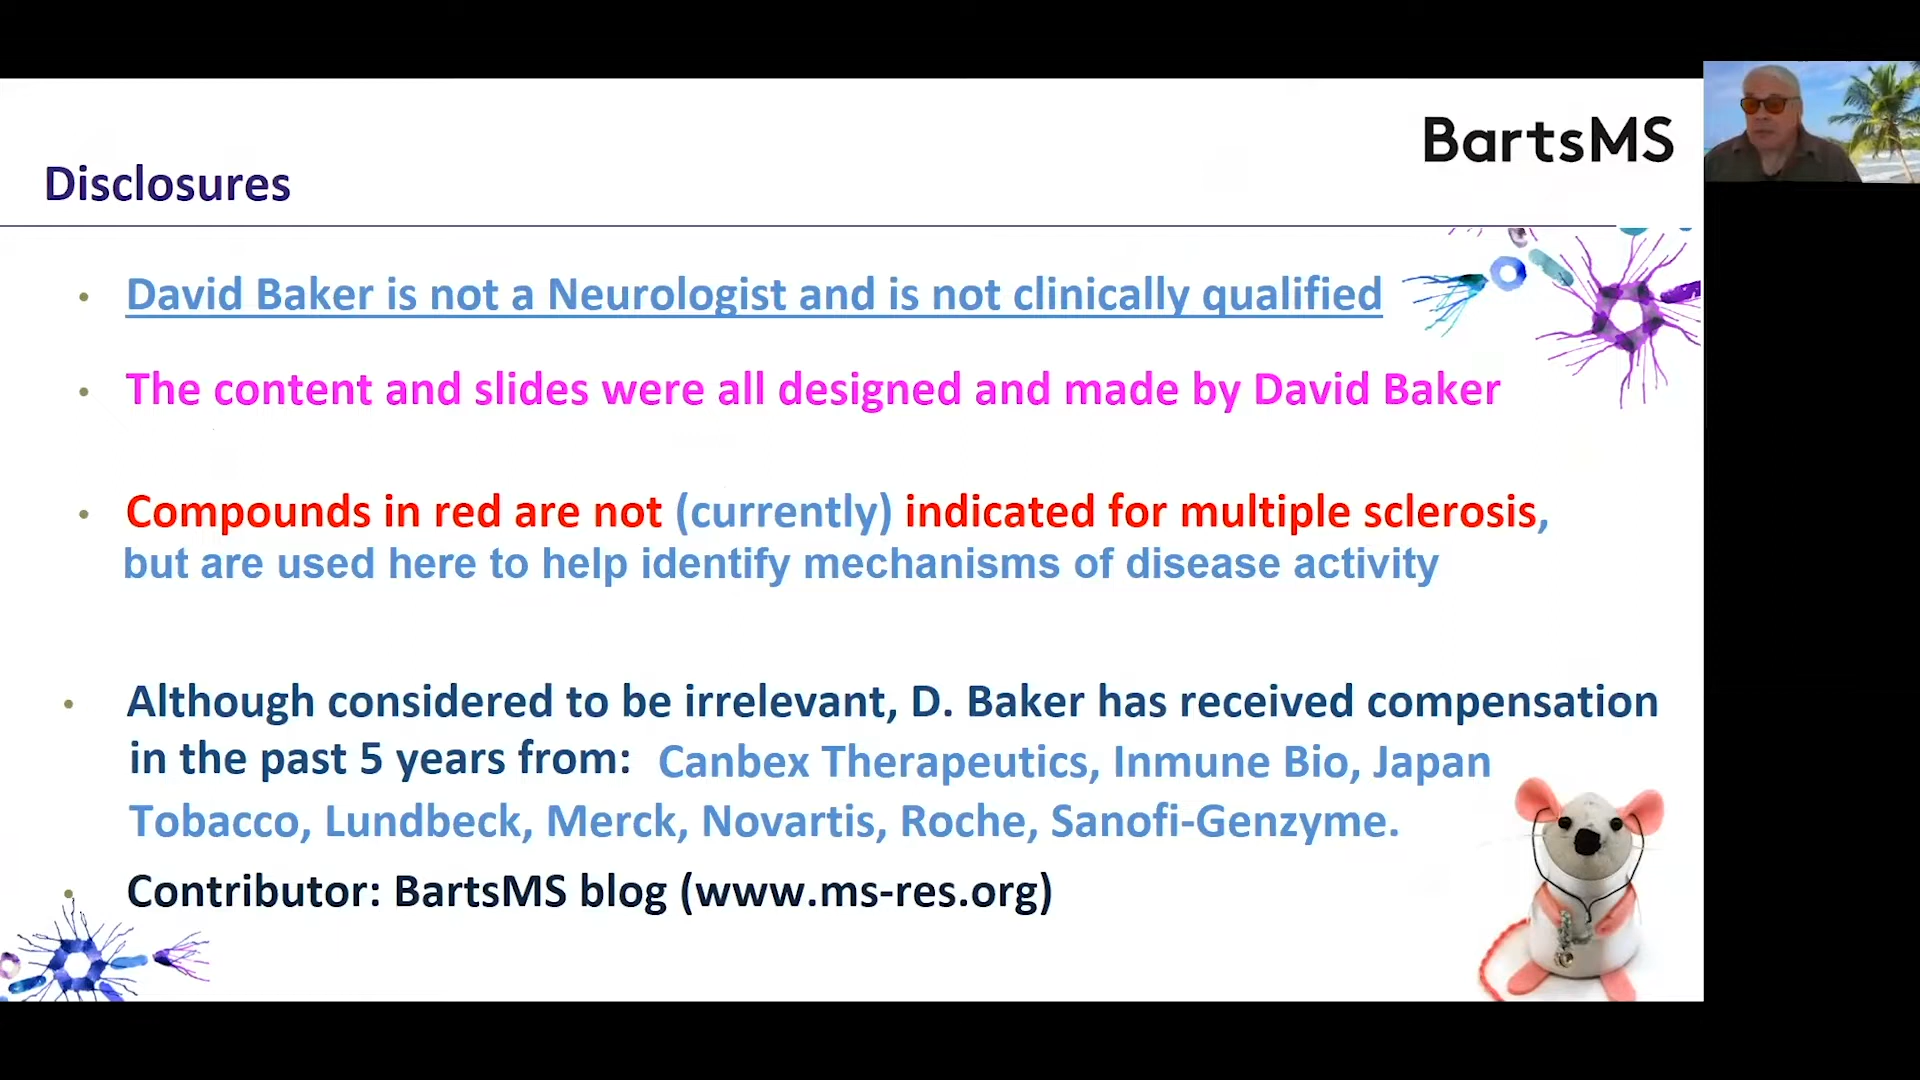 BartsMS
Disclosures
David Baker is not a Neurologist and is not clinically qualified
The content and slides were all designed and made by David Baker
Compounds in red are not (currently) indicated for multiple sclerosis,
but are used here to help identify mechanisms of disease activity
Although considered to be irrelevant, D. Baker has received compensation
in the past 5 years from: Canbex Therapeutics, Inmune Bio, Japan
Tobacco, Lundbeck, Merck, Novartis, Roche, Sanofi-Genzyme.
Contributor: BartsMS blog (www.ms-res.org)